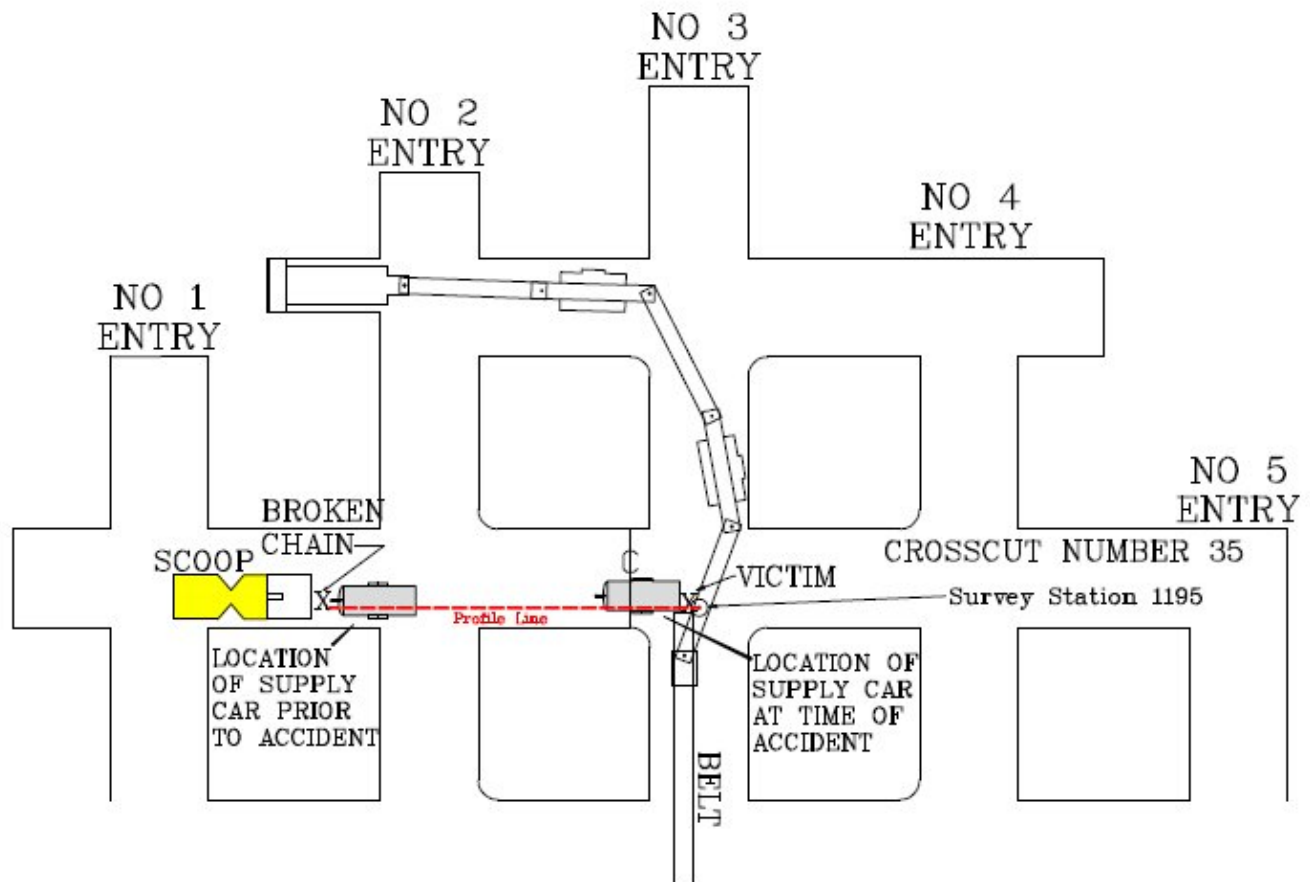 NO 3
ENTRY
NO 2
ENTRY
NO 4
ENTRY
NO 1
ENTRY
NO 5
ENTRY
BROKEN
CHAIN
SCOOP
X
C
CROSSCUT NUMBER 35
VICTIM
X
Survey Station 1195
Profile Line
LOCATION
OF SUPPLY
CAR PRIOR
TO ACCIDENT
LOCATION OF
SUPPLY CAR
AT TIME OF
ACCIDENT
BELT